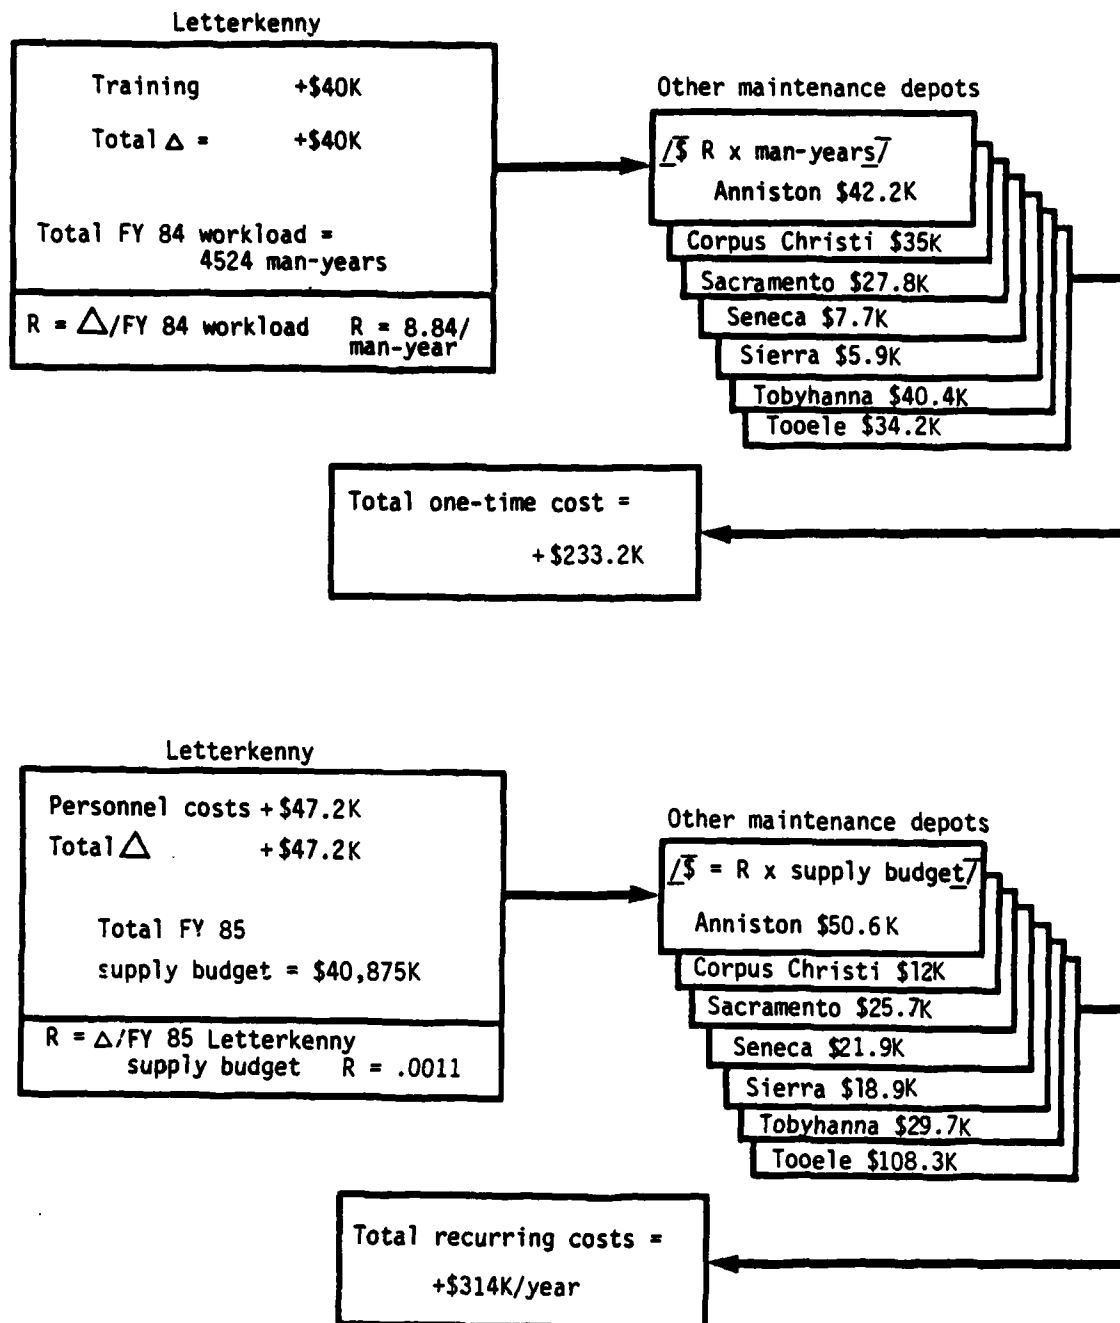 Letterkenny
Training +$40K
Total Δ = +$40K
Total FY 84 workload =
4524 man-years
R = Δ/FY 84 workload R = 8.84/
man-year
Other maintenance depots
/$ R x man-years/
Anniston $42.2K
Corpus Christi $35K
Sacramento $27.8K
Seneca $7.7K
Sierra $5.9K
Tobyhanna $40.4K
Tooele $34.2K
Total one-time cost =
+$233.2K
Letterkenny
Personnel costs +$47.2K
Total Δ +$47.2K
Total FY 85
supply budget = $40,875K
R = Δ/FY 85 Letterkenny
supply budget R = .0011
Other maintenance depots
/$ = R x supply budget/
Anniston $50.6K
Corpus Christi $12K
Sacramento $25.7K
Seneca $21.9K
Sierra $18.9K
Tobyhanna $29.7K
Tooele $108.3K
Total recurring costs =
+$314K/year